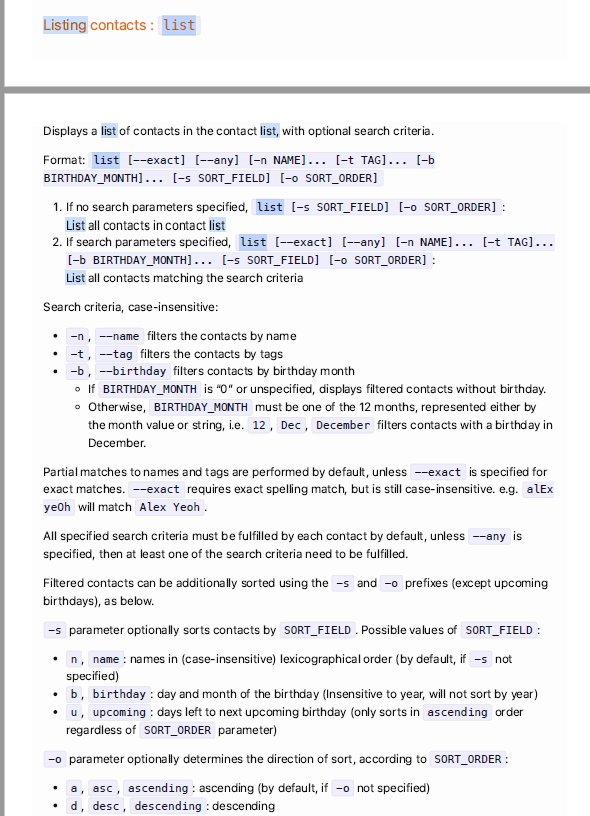 Listing contacts : list
Displays a list of contacts in the contact list, with optional search criteria.
Format: list [--exact] [--any] [-n NAME]... [-t TAG]... [-b
BIRTHDAY_MONTH]... [-s SORT_FIELD] [-o SORT_ORDER]
1. If no search parameters specified, list [-s SORT_FIELD] [-o SORT_ORDER] :
List all contacts in contact list
2. If search parameters specified, list [--exact] [--any] [-n NAME]... [-t TAG]...
[-b BIRTHDAY_MONTH]... [-s SORT_FIELD] [-o SORT_ORDER] :
List all contacts matching the search criteria
Search criteria, case-insensitive:
• -n , --name filters the contacts by name
• -t , --tag filters the contacts by tags
• -b , --birthday filters contacts by birthday month
◦ If BIRTHDAY_MONTH is “0” or unspecified, displays filtered contacts without birthday.
◦ Otherwise, BIRTHDAY_MONTH must be one of the 12 months, represented either by
the month value or string, i.e. 12 , Dec , December filters contacts with a birthday in
December.
Partial matches to names and tags are performed by default, unless --exact is specified for
exact matches. --exact requires exact spelling match, but is still case-insensitive. e.g. alEx
yeOh will match Alex Yeoh .
All specified search criteria must be fulfilled by each contact by default, unless --any is
specified, then at least one of the search criteria need to be fulfilled.
Filtered contacts can be additionally sorted using the -s and -o prefixes (except upcoming
birthdays), as below.
-s parameter optionally sorts contacts by SORT_FIELD . Possible values of SORT_FIELD :
• n , name : names in (case-insensitive) lexicographical order (by default, if -s not
specified)
• b , birthday : day and month of the birthday (Insensitive to year, will not sort by year)
• u , upcoming : days left to next upcoming birthday (only sorts in ascending order
regardless of SORT_ORDER parameter)
-o parameter optionally determines the direction of sort, according to SORT_ORDER :
• a , asc , ascending : ascending (by default, if -o not specified)
• d , desc , descending : descending